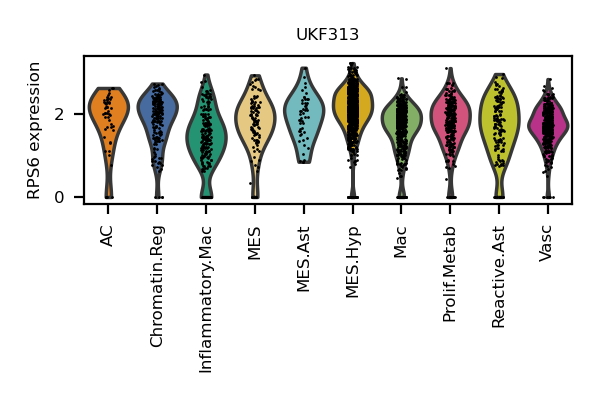 UKF313
RPS6 expression
2
0
AC
Chromatin.Reg
Inflammatory.Mac
MES
MES.Ast
MES.Hyp
Mac
Prolif.Metab
Reactive.Ast
Vasc